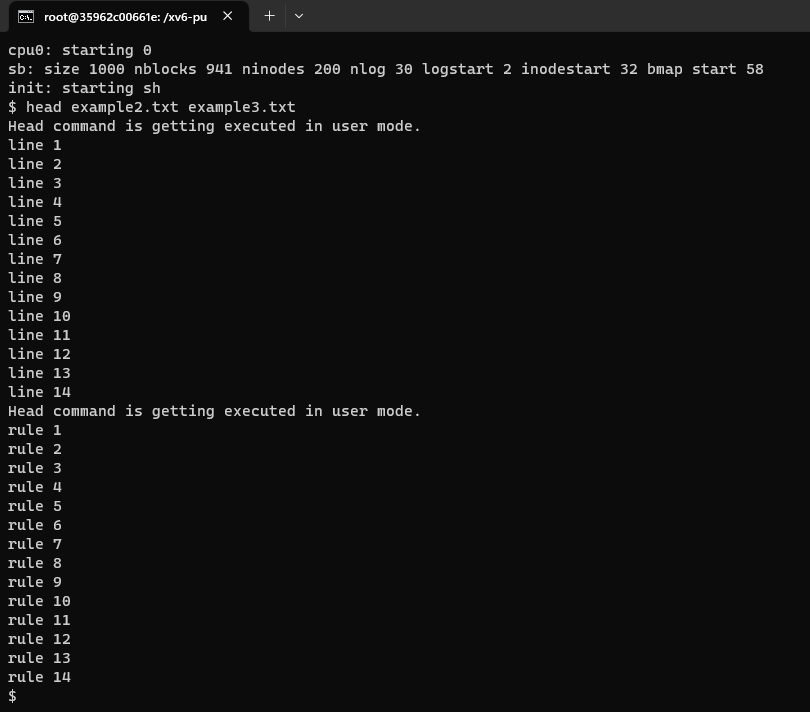 root@35962c00661e: /xv6-pu
cpu0: starting 0
sb: size 1000 nblocks 941 ninodes 200 nlog 30 logstart 2 inodestart 32 bmap start 58
init: starting sh
$ head example2.txt example3.txt
Head command is getting executed in user mode.
line 1
line 2
line 3
line 4
line 5
line 6
line 7
line 8
line 9
line 10
line 11
line 12
line 13
line 14
Head command is getting executed in user mode.
rule 1
rule 2
rule 3
rule 4
rule 5
rule 6
rule 7
rule 8
rule 9
rule 10
rule 11
rule 12
rule 13
rule 14
$